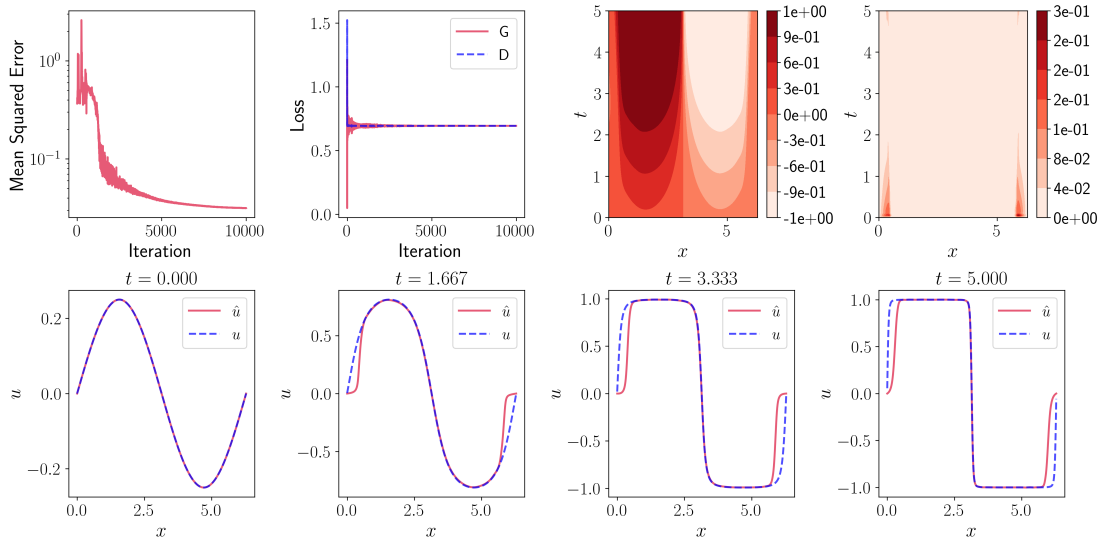 Mean Squared Error
10^0
10^{-1}
0
5000
10000
Iteration
Loss
1.5
1.0
0.5
0.0
G
D
0
5000
10000
Iteration
t
5
4
3
2
1
0
0
5
x
1e+00
9e-01
6e-01
3e-01
0e+00
-3e-01
-6e-01
-9e-01
-1e+00
t
5
4
3
2
1
0
0
5
x
3e-01
2e-01
2e-01
2e-01
1e-01
8e-02
4e-02
0e+00
t = 0.000
u
0.2
0.0
−0.2
û
u
0.0
2.5
5.0
x
t = 1.667
u
0.5
0.0
−0.5
û
u
0.0
2.5
5.0
x
t = 3.333
u
1.0
0.5
0.0
−0.5
−1.0
û
u
0.0
2.5
5.0
x
t = 5.000
u
1.0
0.5
0.0
−0.5
−1.0
û
u
0.0
2.5
5.0
x